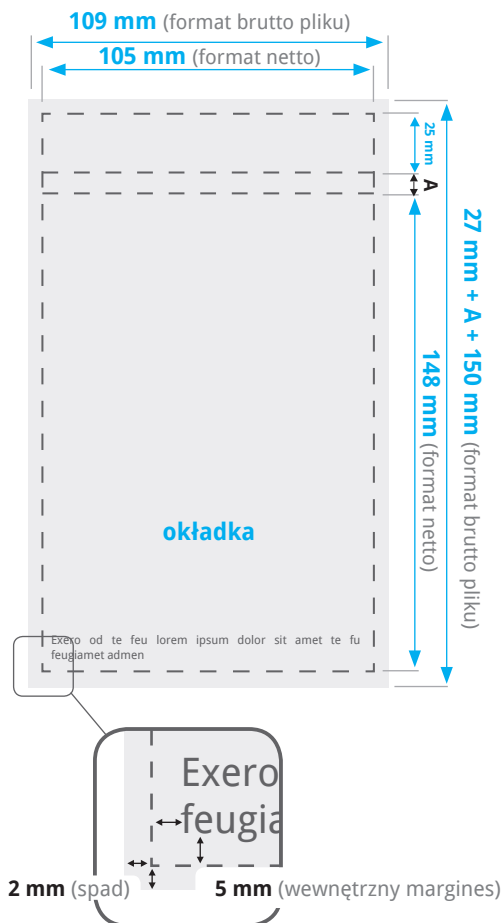 109 mm (format brutto pliku)
105 mm (format netto)
25 mm
A
27 mm + A + 150 mm (format brutto pliku)
148 mm (format netto)
okładka
Exero od te feu lorem ipsum dolor sit amet te fu
feugiamet admen
Exero
feugia
2 mm (spad)
5 mm (wewnętrzny margines)